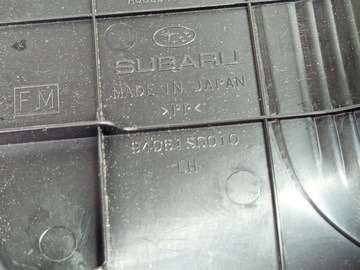 SUBARU
MADE IN JAPAN
FM
>PP<
94061SC010
LH